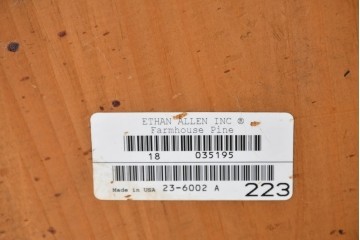 ETHAN ALLEN INC ®
Farmhouse Pine
18 035195
Made in USA 23-6002 A 223